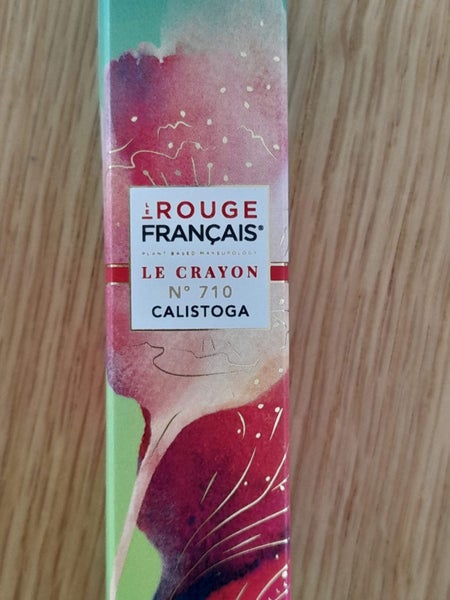 LE ROUGE
FRANÇAIS®
PLANT BASED MAKEUPOLOGY
LE CRAYON
N° 710
CALISTOGA